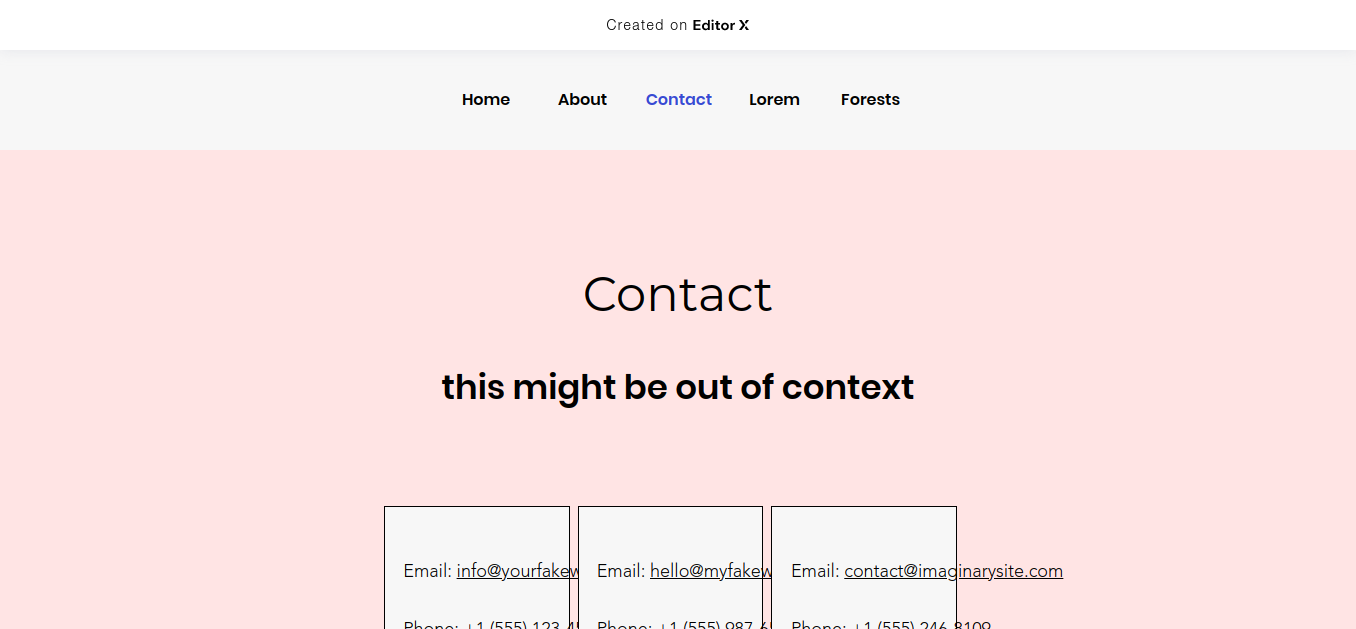 Created on Editor X
Home About Contact Lorem Forests
Contact
this might be out of context
Email: info@yourfakew Email: hello@myfakew Email: contact@imaginarysite.com
Phone: +1 (555) 123-4 Phone: +1 (555) 987-6 Phone: +1 (555) 246-8109